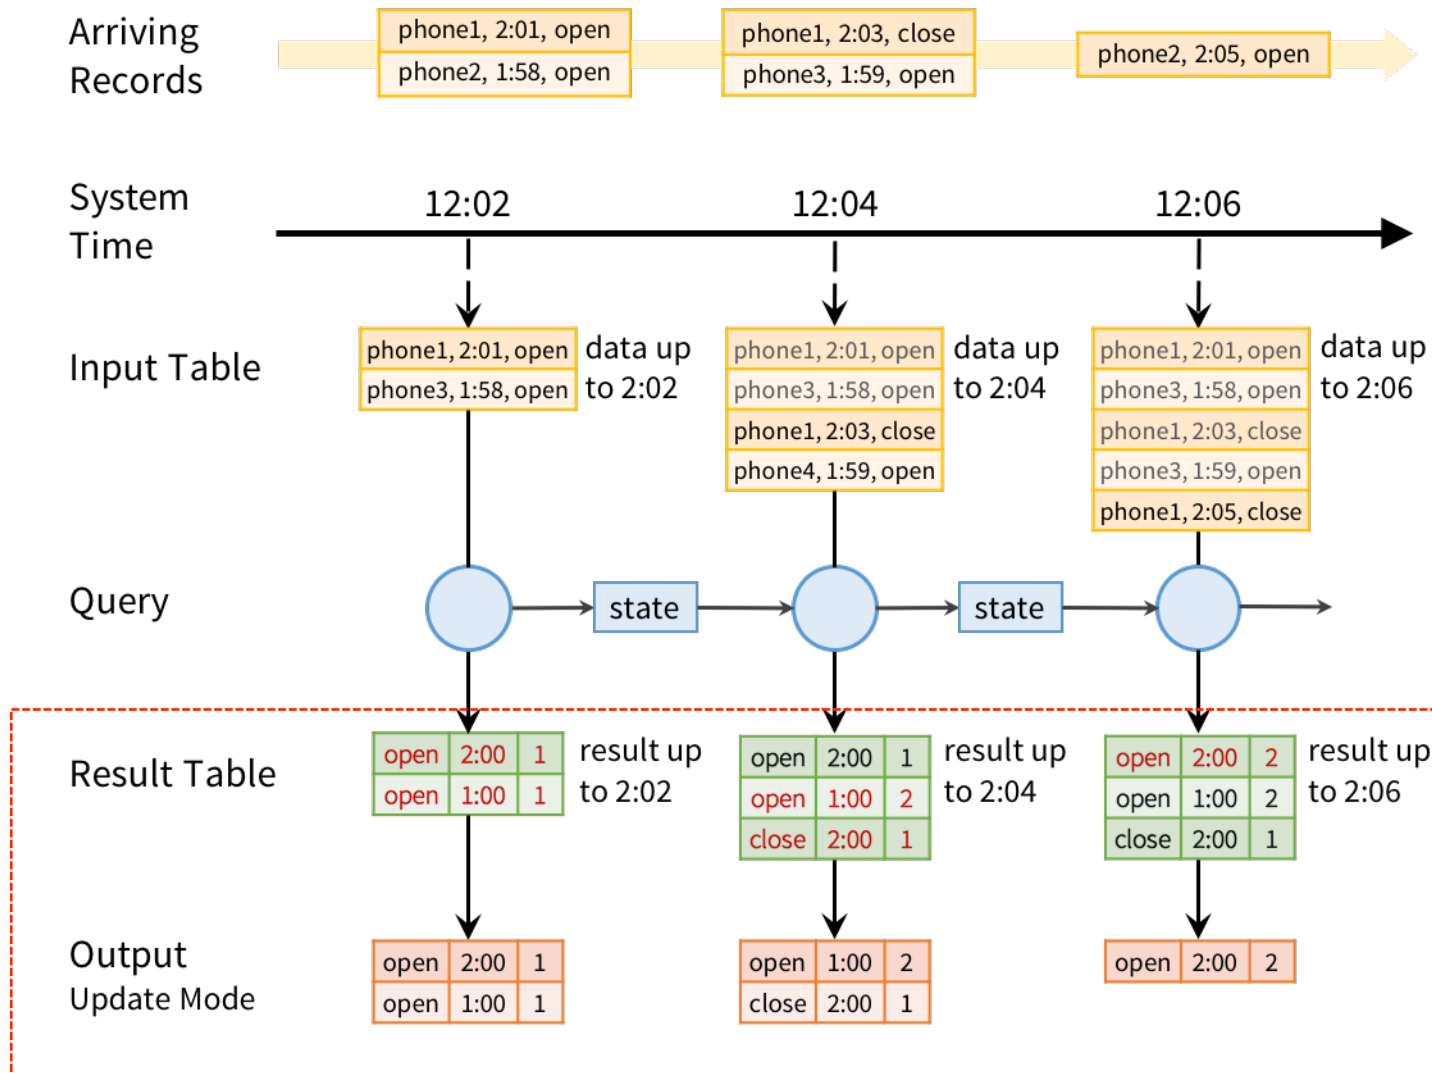 Arriving
Records
phone1, 2:01, open
phone2, 1:58, open
phone1, 2:03, close
phone3, 1:59, open
phone2, 2:05, open
System
Time
12:02
12:04
12:06
Input Table
phone1, 2:01, open
phone3, 1:58, open
data up
to 2:02
phone1, 2:01, open
phone3, 1:58, open
phone1, 2:03, close
phone4, 1:59, open
data up
to 2:04
phone1, 2:01, open
phone3, 1:58, open
phone1, 2:03, close
phone3, 1:59, open
phone1, 2:05, close
data up
to 2:06
Query
state
state
Result Table
open 2:00 1
open 1:00 1
result up
to 2:02
open 2:00 1
open 1:00 2
close 2:00 1
result up
to 2:04
open 2:00 2
open 1:00 2
close 2:00 1
result up
to 2:06
Output
Update Mode
open 2:00 1
open 1:00 1
open 1:00 2
close 2:00 1
open 2:00 2